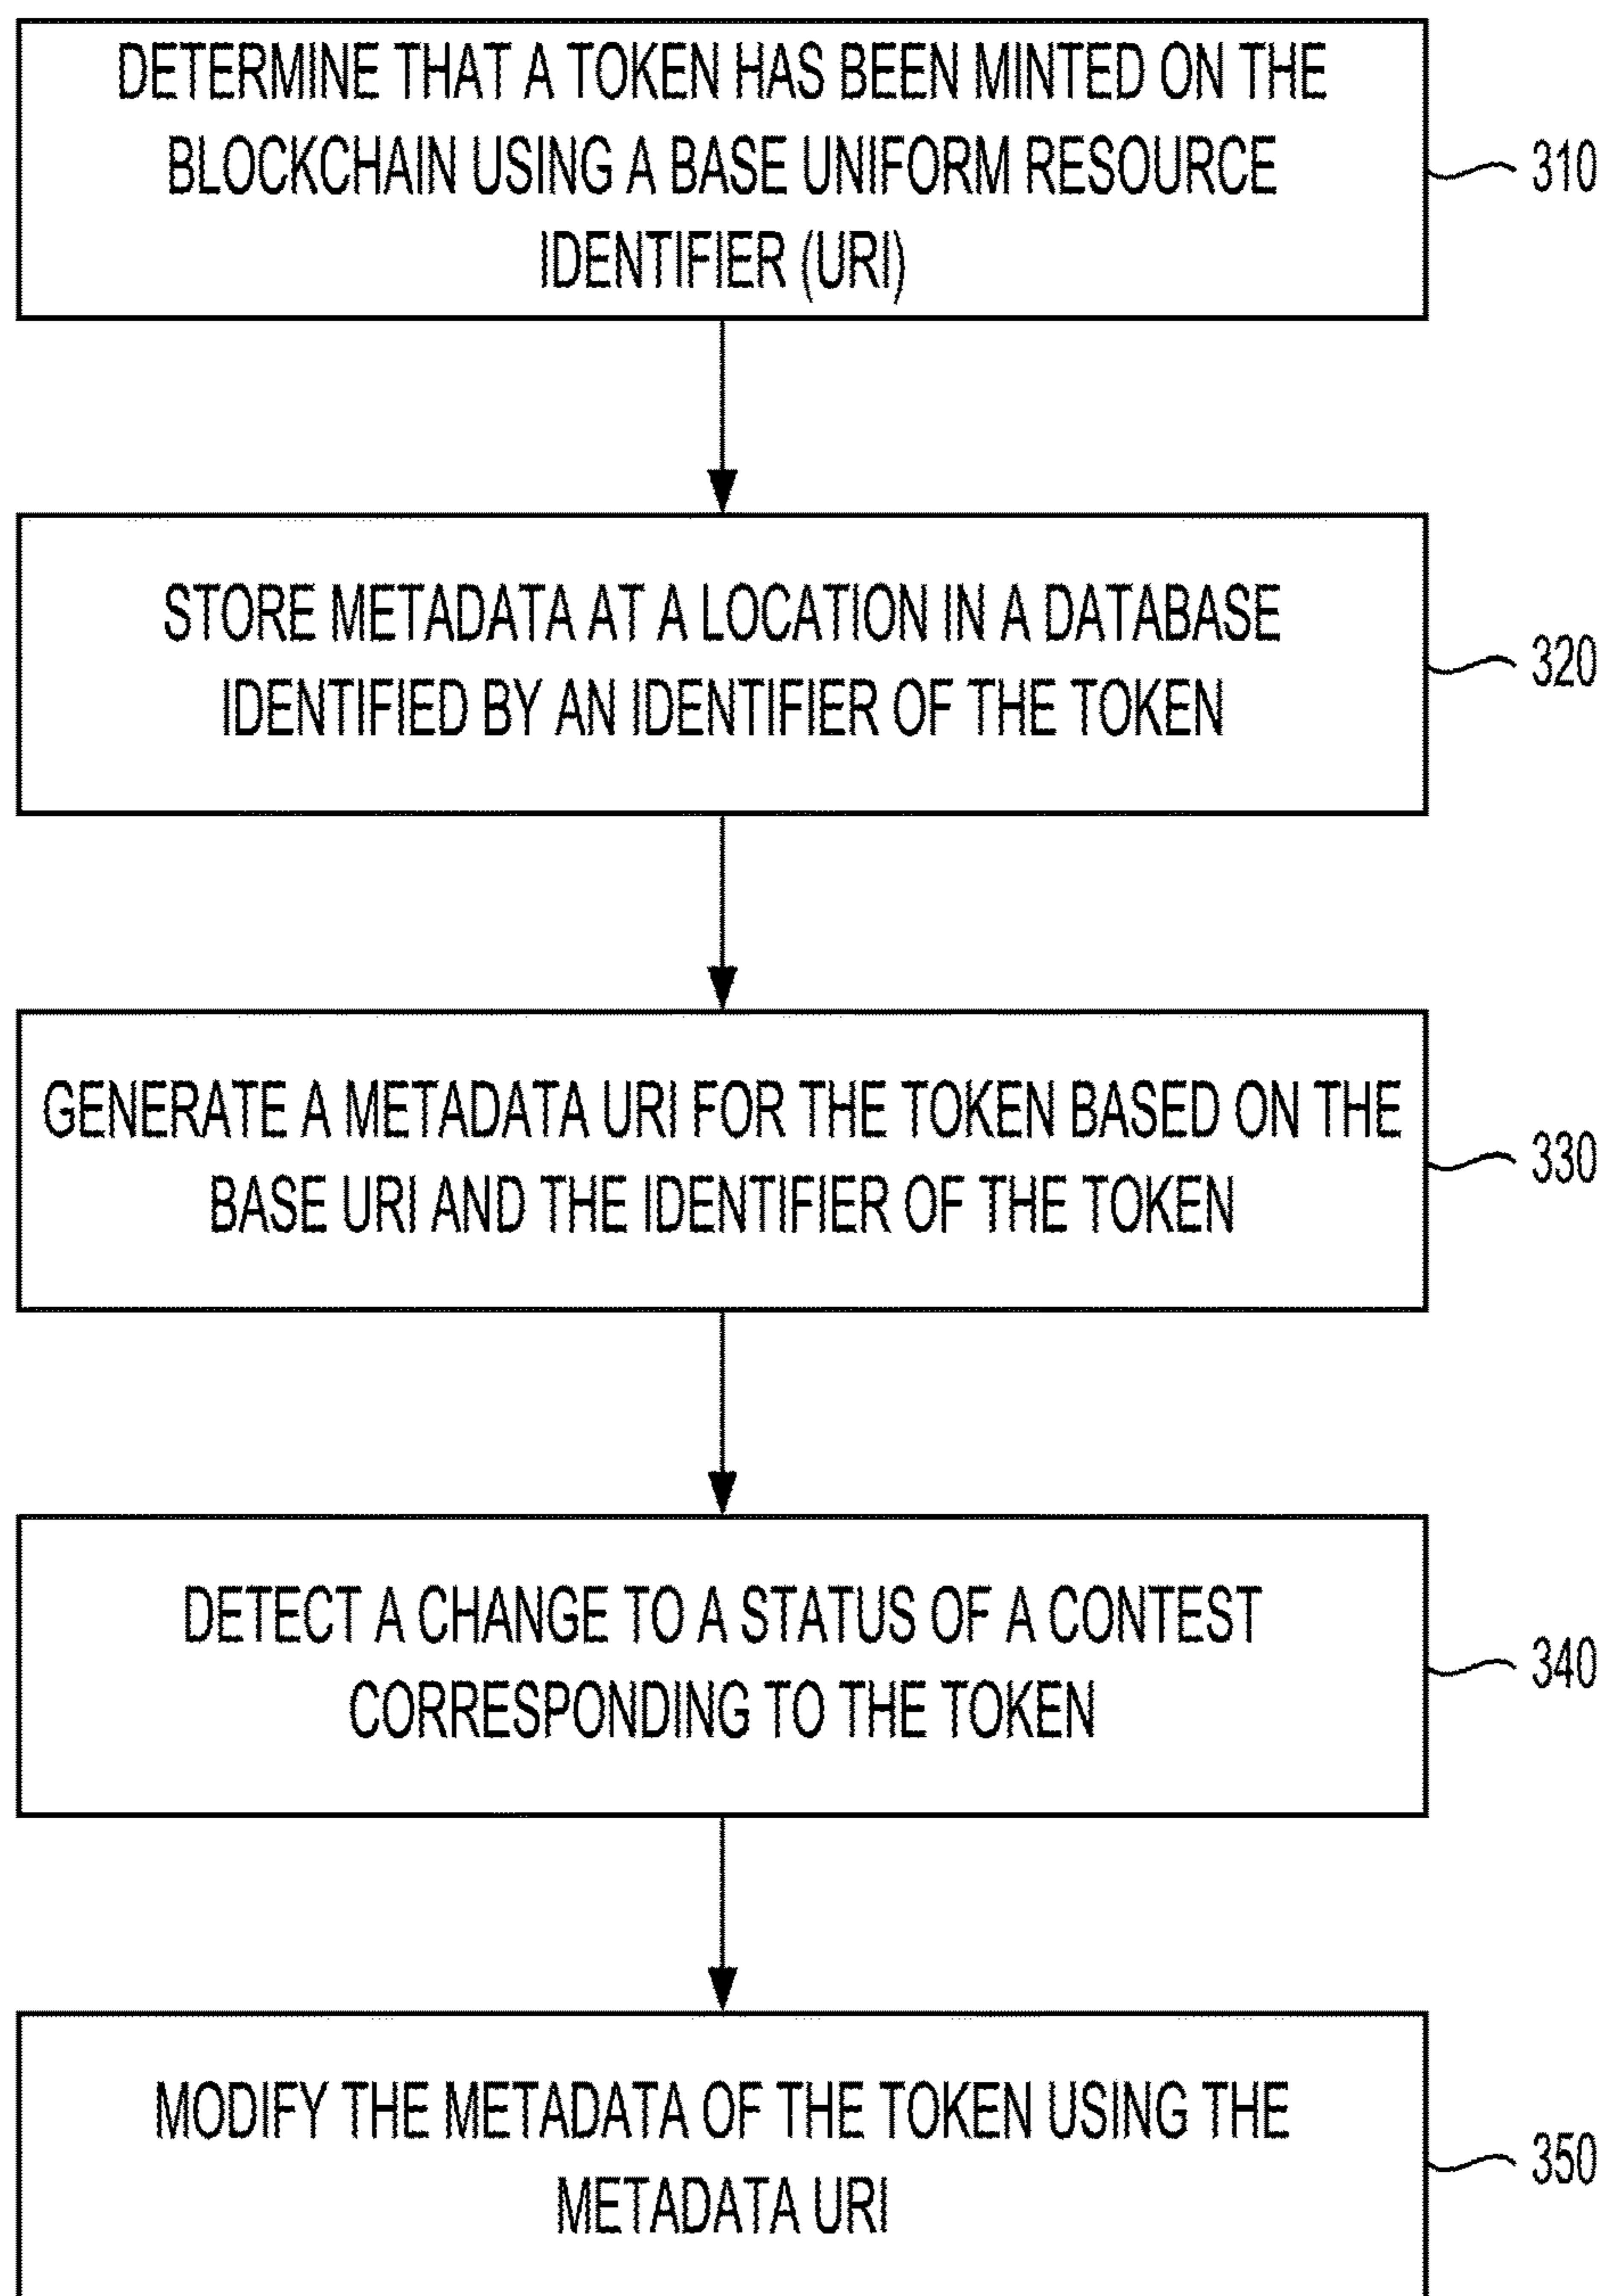 DETERMINE THAT A TOKEN HAS BEEN MINTED ON THE
BLOCKCHAIN USING A BASE UNIFORM RESOURCE
IDENTIFIER (URI)
310
STORE METADATA AT A LOCATION IN A DATABASE
IDENTIFIED BY AN IDENTIFIER OF THE TOKEN
320
GENERATE A METADATA URI FOR THE TOKEN BASED ON THE
BASE URI AND THE IDENTIFIER OF THE TOKEN
330
DETECT A CHANGE TO A STATUS OF A CONTEST
CORRESPONDING TO THE TOKEN
340
MODIFY THE METADATA OF THE TOKEN USING THE
METADATA URI
350